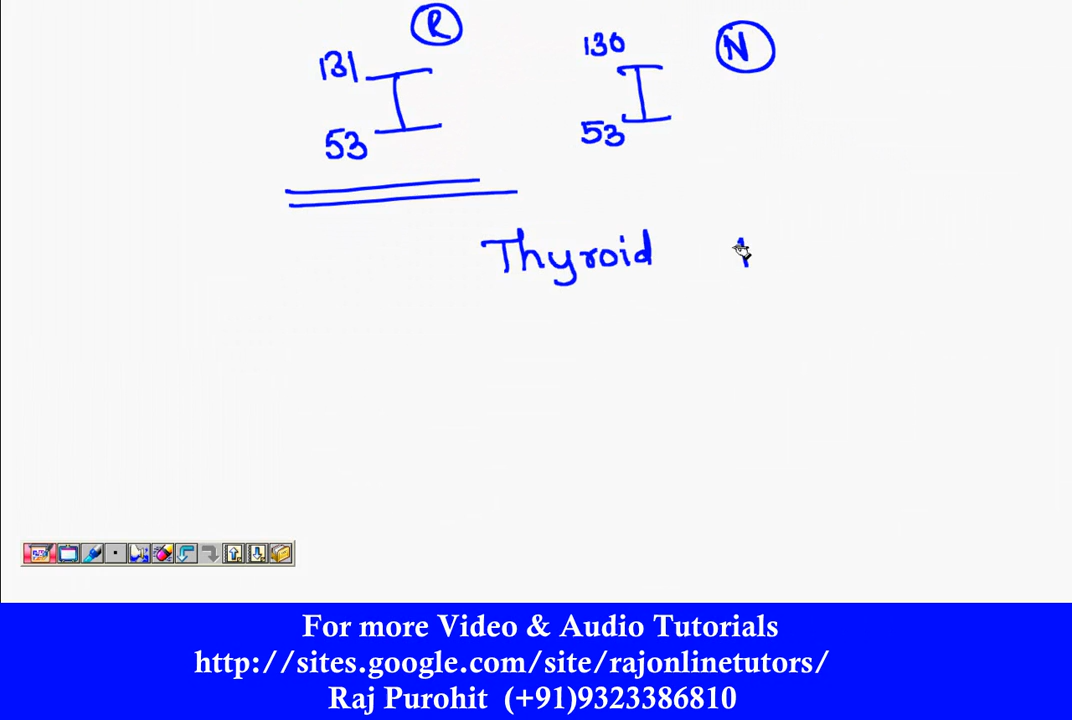 R N
131 130
I I
53 53
Thyroid
For more Video & Audio Tutorials
http://sites.google.com/site/rajonlinetutors/
Raj Purohit (+91)9323386810